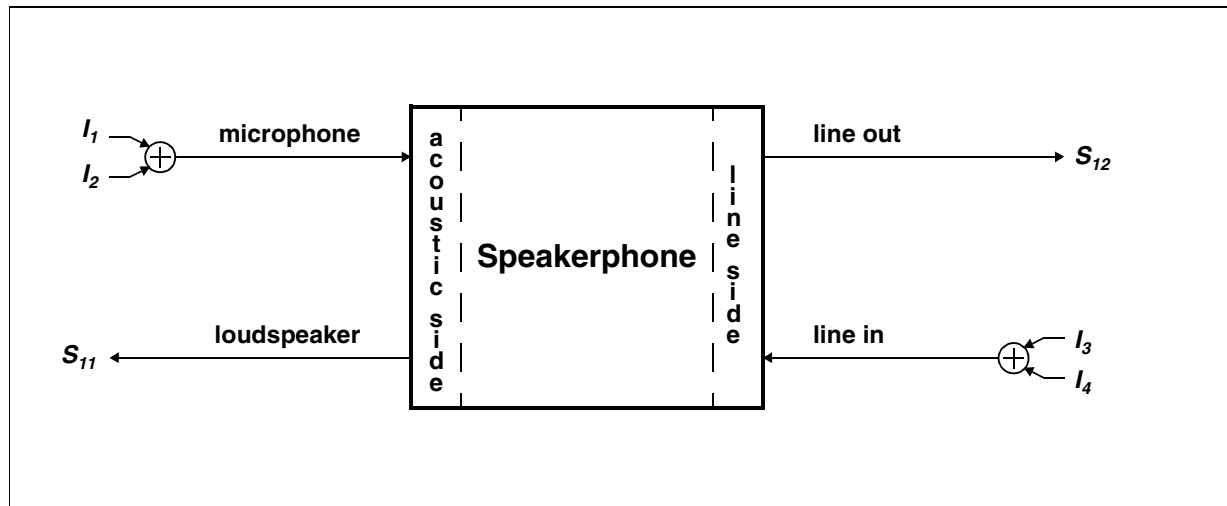 I1
microphone
line out
I2
S12
acoustic side
Speakerphone
line side
loudspeaker
line in
I3
S11
I4